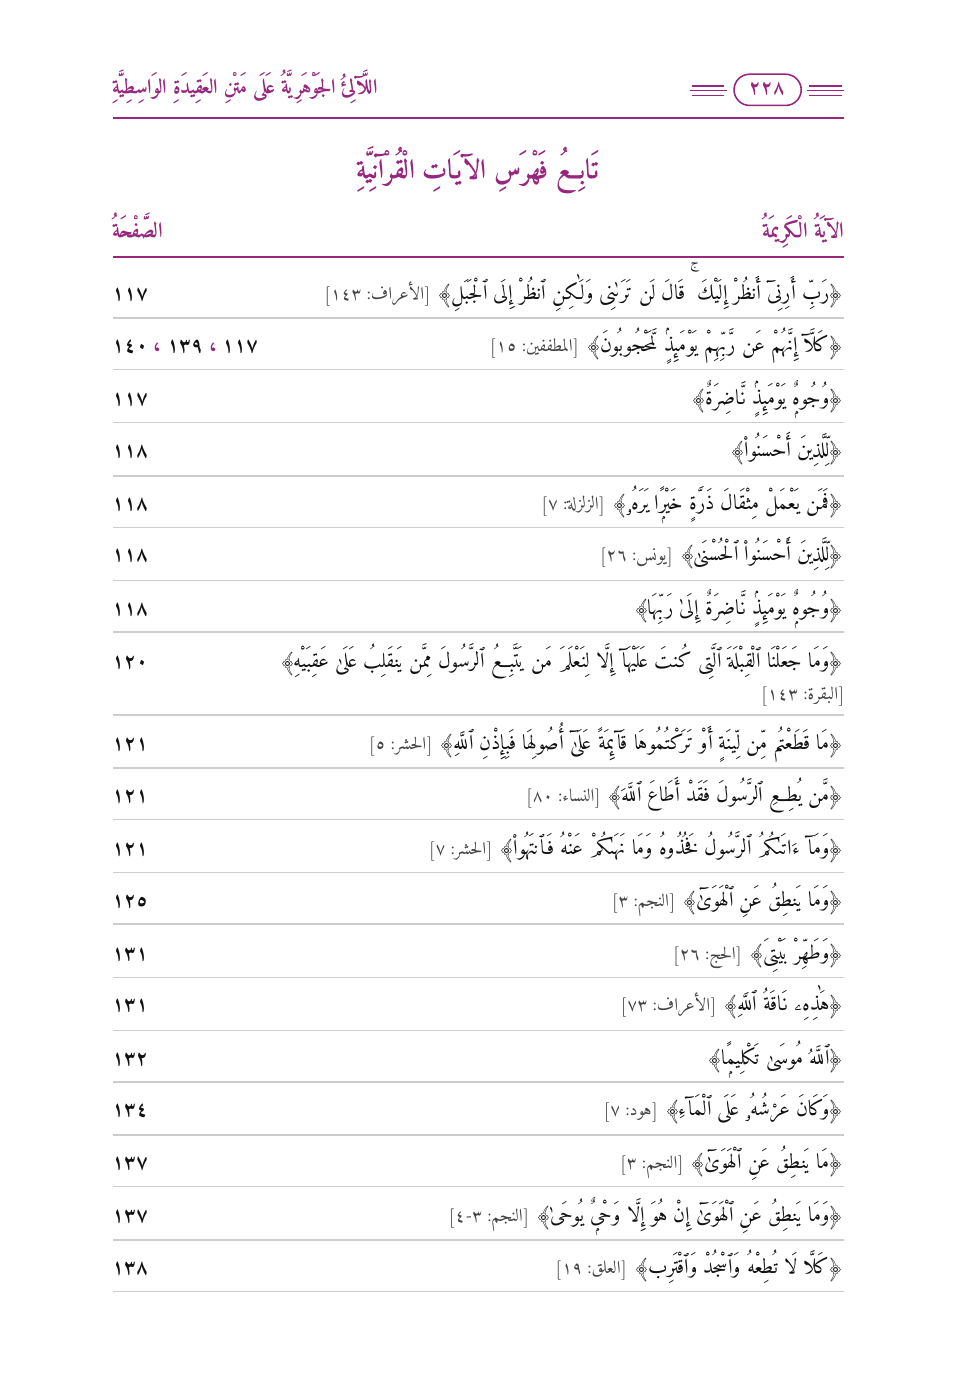 ٢٢٨ اللَّآلِئُ الجَوْهَرِيَّةُ عَلَى مَتْنِ العَقِيدَةِ الوَاسِطِيَّةِ
تَابِعُ فَهْرَسِ الآيَاتِ الْقُرْآنِيَّةِ
الآيَةُ الْكَرِيمَةُ الصَّفْحَةُ
﴿رَبِّ أَرِنِىٓ أَنظُرْ إِلَيْكَ ۚ قَالَ لَن تَرَىٰنِى وَلَٰكِنِ ٱنظُرْ إِلَى ٱلْجَبَلِ﴾ [الأعراف: ١٤٣] ١١٧
﴿كَلَّآ إِنَّهُمْ عَن رَّبِّهِمْ يَوْمَئِذٍ لَّمَحْجُوبُونَ﴾ [المطففين: ١٥] ١١٧ ، ١٣٩ ، ١٤٠
﴿وُجُوهٌ يَوْمَئِذٍ نَّاضِرَةٌ﴾ ١١٧
﴿لِّلَّذِينَ أَحْسَنُوا۟﴾ ١١٨
﴿فَمَن يَعْمَلْ مِثْقَالَ ذَرَّةٍ خَيْرًا يَرَهُۥ﴾ [الزلزلة: ٧] ١١٨
﴿لِّلَّذِينَ أَحْسَنُوا۟ ٱلْحُسْنَىٰ﴾ [يونس: ٢٦] ١١٨
﴿وُجُوهٌ يَوْمَئِذٍ نَّاضِرَةٌ إِلَىٰ رَبِّهَا﴾ ١١٨
﴿وَمَا جَعَلْنَا ٱلْقِبْلَةَ ٱلَّتِى كُنتَ عَلَيْهَآ إِلَّا لِنَعْلَمَ مَن يَتَّبِعُ ٱلرَّسُولَ مِمَّن يَنقَلِبُ عَلَىٰ عَقِبَيْهِ﴾ ١٢٠
[البقرة: ١٤٣]
﴿مَا قَطَعْتُم مِّن لِّينَةٍ أَوْ تَرَكْتُمُوهَا قَآئِمَةً عَلَىٰٓ أُصُولِهَا فَبِإِذْنِ ٱللَّهِ﴾ [الحشر: ٥] ١٢١
﴿مَّن يُطِعِ ٱلرَّسُولَ فَقَدْ أَطَاعَ ٱللَّهَ﴾ [النساء: ٨٠] ١٢١
﴿وَمَآ ءَاتَىٰكُمُ ٱلرَّسُولُ فَخُذُوهُ وَمَا نَهَىٰكُمْ عَنْهُ فَٱنتَهُوا۟﴾ [الحشر: ٧] ١٢١
﴿وَمَا يَنطِقُ عَنِ ٱلْهَوَىٰٓ﴾ [النجم: ٣] ١٢٥
﴿وَطَهِّرْ بَيْتِىَ﴾ [الحج: ٢٦] ١٣١
﴿هَٰذِهِۦ نَاقَةُ ٱللَّهِ﴾ [الأعراف: ٧٣] ١٣١
﴿ٱللَّهُ مُوسَىٰ تَكْلِيمًا﴾ ١٣٢
﴿وَكَانَ عَرْشُهُۥ عَلَى ٱلْمَآءِ﴾ [هود: ٧] ١٣٤
﴿مَا يَنطِقُ عَنِ ٱلْهَوَىٰٓ﴾ [النجم: ٣] ١٣٧
﴿وَمَا يَنطِقُ عَنِ ٱلْهَوَىٰٓ إِنْ هُوَ إِلَّا وَحْىٌ يُوحَىٰ﴾ [النجم: ٣-٤] ١٣٧
﴿كَلَّا لَا تُطِعْهُ وَٱسْجُدْ وَٱقْتَرِب﴾ [العلق: ١٩] ١٣٨